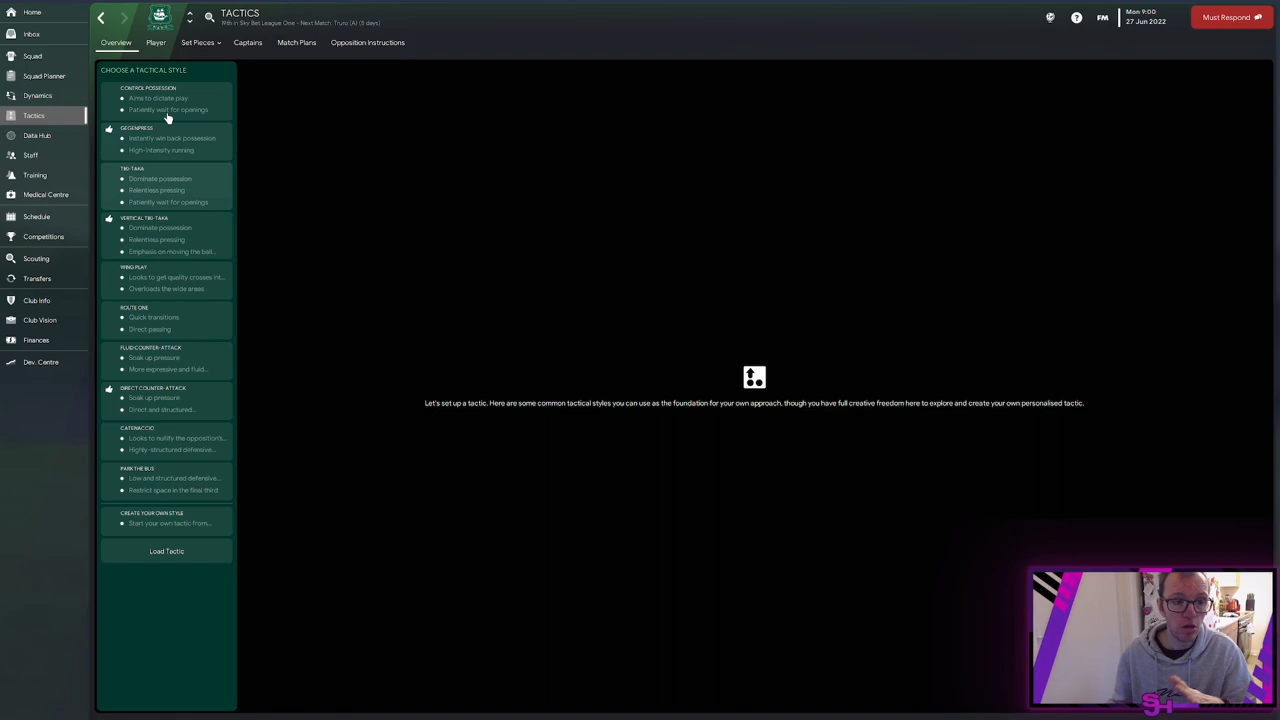 Home
Inbox
Squad
Squad Planner
Dynamics
Tactics
Data Hub
Staff
Training
Medical Centre
Schedule
Competitions
Scouting
Transfers
Club Info
Club Vision
Finances
Dev. Centre
TACTICS
19th in Sky Bet League One - Next Match: Truro (A) (5 days)
FM
Mon 9:00
27 Jun 2022
Must Respond
Overview
Player
Set Pieces
Captains
Match Plans
Opposition Instructions
CHOOSE A TACTICAL STYLE
CONTROL POSSESSION
Aims to dictate play
Patiently wait for openings
GEGENPRESS
Instantly win back possession
High-intensity running
TIKI-TAKA
Dominate possession
Relentless pressing
Patiently wait for openings
VERTICAL TIKI-TAKA
Dominate possession
Relentless pressing
Emphasis on moving the ball...
WING PLAY
Looks to get quality crosses int...
Overloads the wide areas
ROUTE ONE
Quick transitions
Direct passing
FLUID COUNTER-ATTACK
Soak up pressure
More expressive and fluid...
DIRECT COUNTER-ATTACK
Soak up pressure
Direct and structured...
CATENACCIO
Looks to nullify the opposition's...
Highly-structured defensive...
PARK THE BUS
Low and structured defensive...
Restrict space in the final third
CREATE YOUR OWN STYLE
Start your own tactic from...
Load Tactic
Let's set up a tactic. Here are some common tactical styles you can use as the foundation for your own approach, though you have full creative freedom here to explore and create your own personalised tactic.